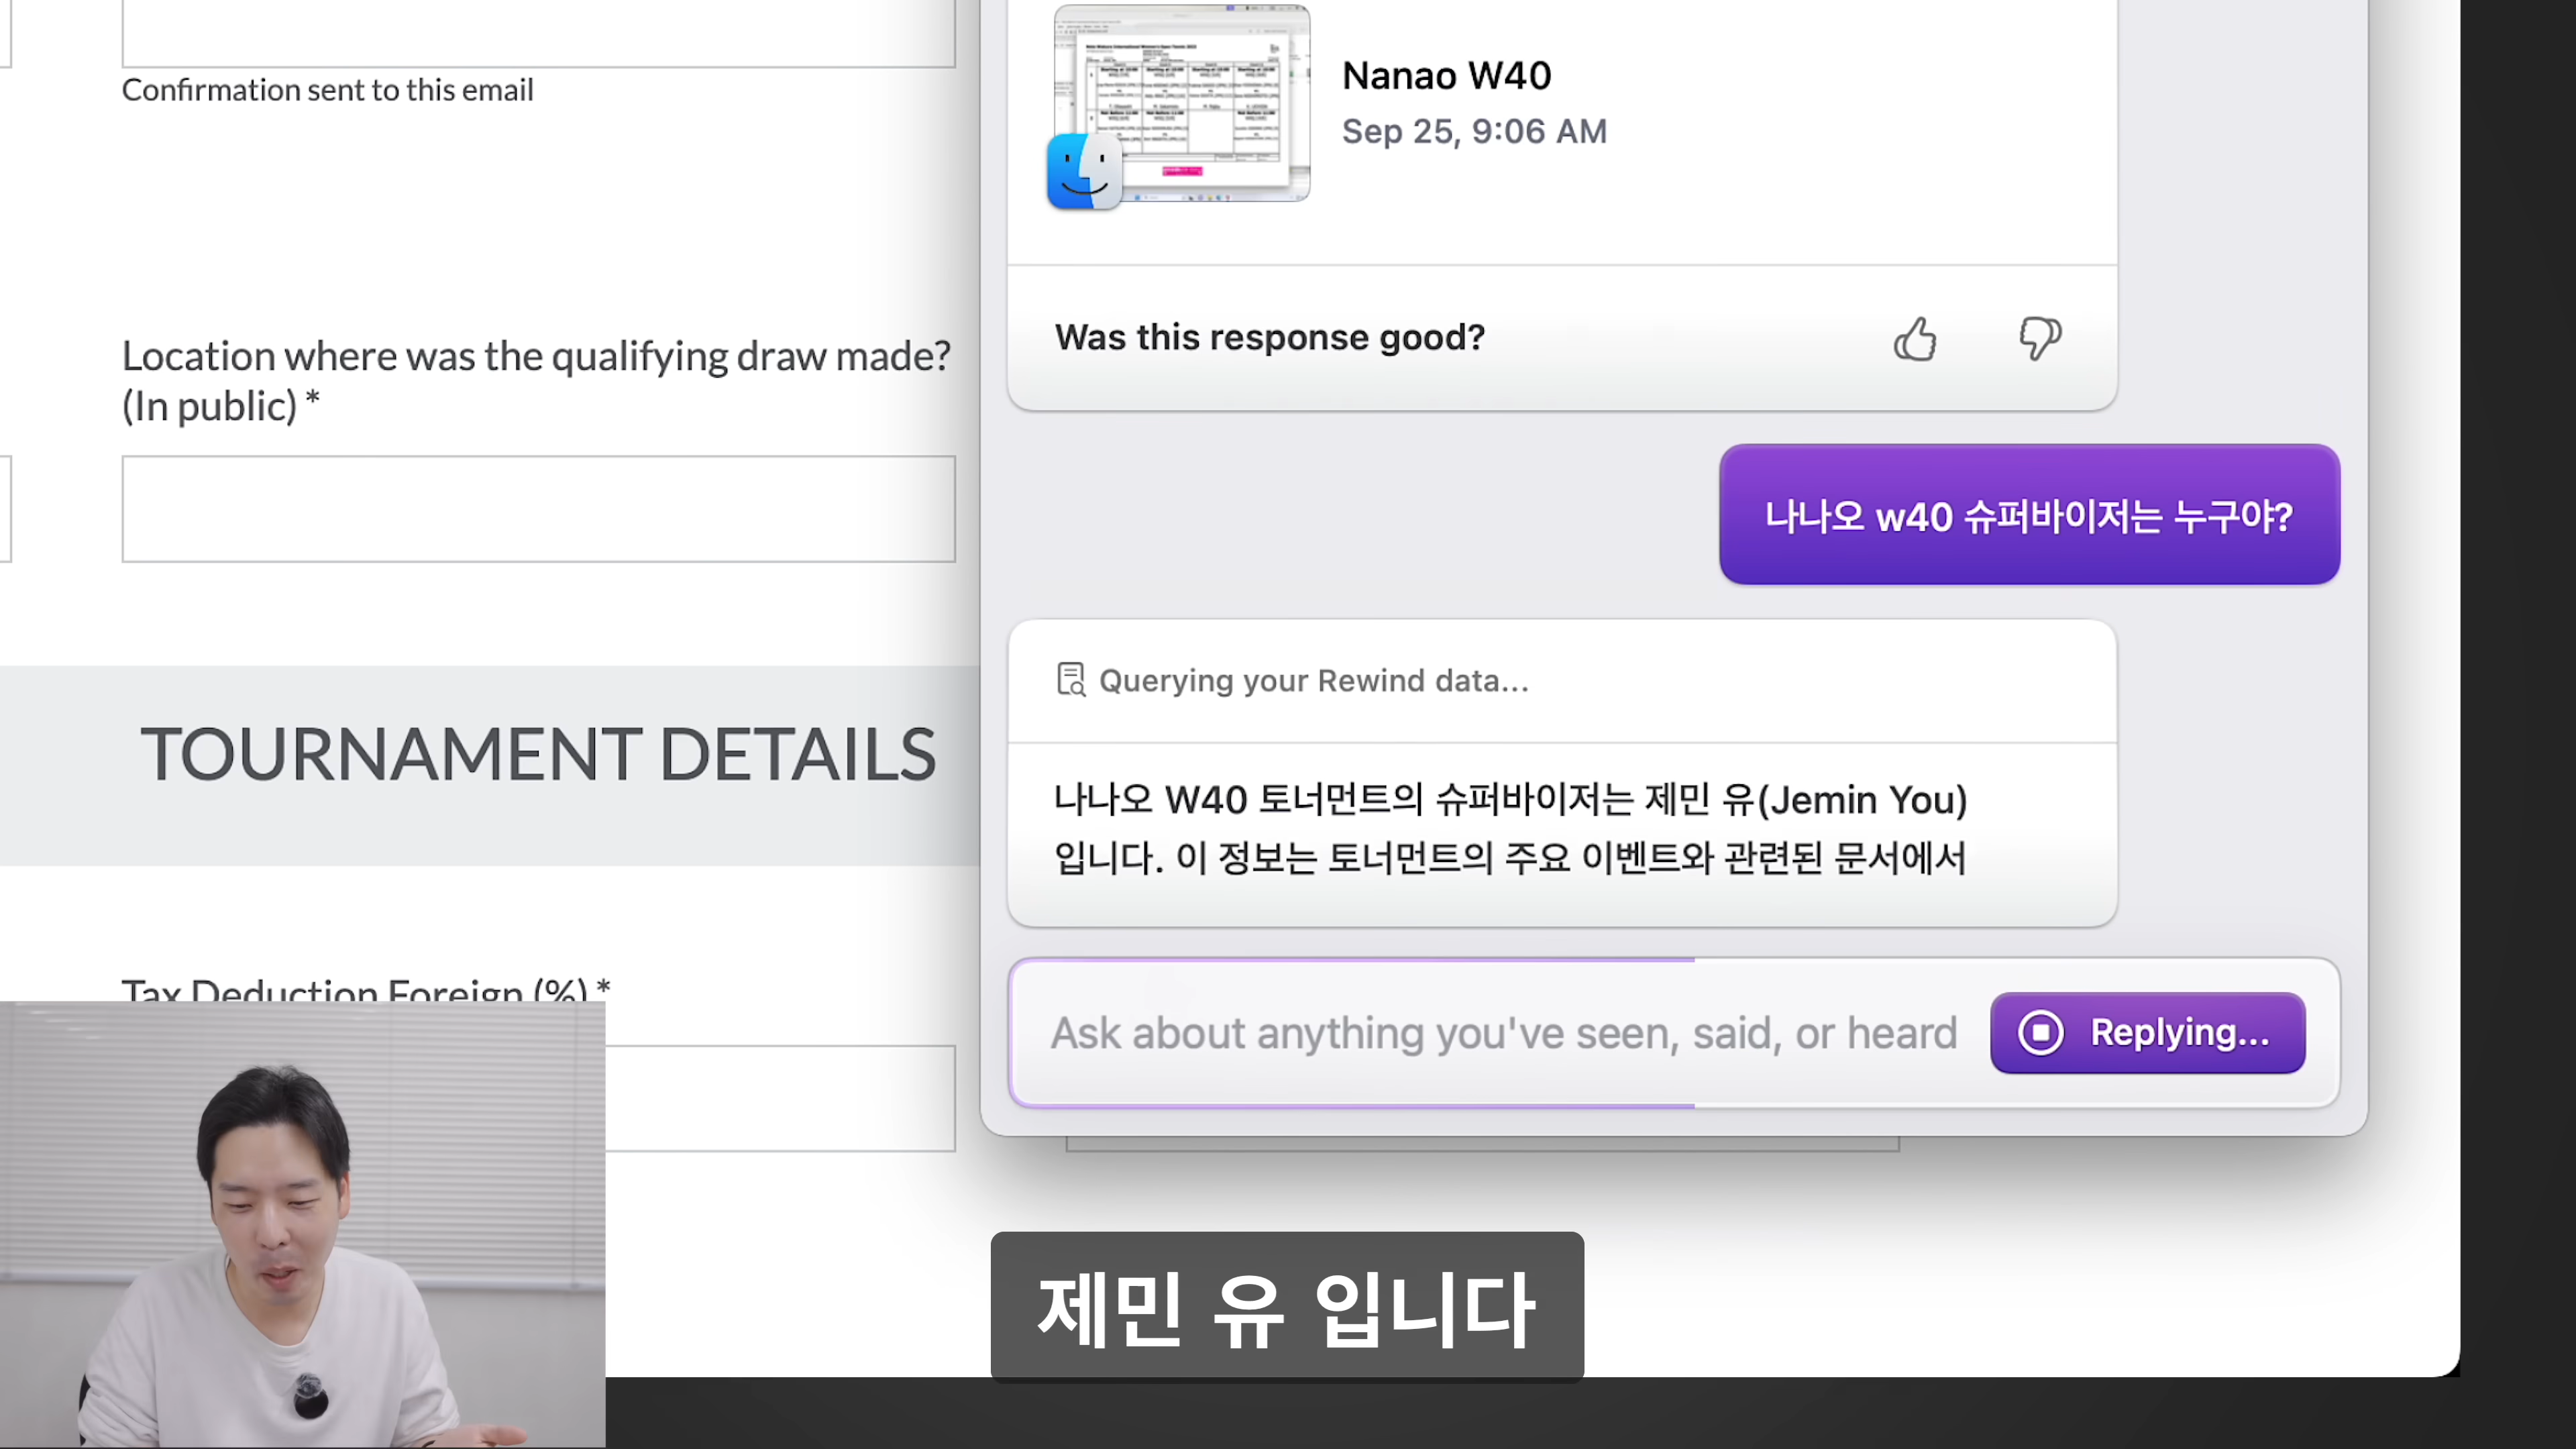 Confirmation sent to this email
Location where was the qualifying draw made?
(In public) *
TOURNAMENT DETAILS
Tax Deduction Foreign (%) *
Nanao W40
Sep 25, 9:06 AM
Was this response good?
나나오 w40 슈퍼바이저는 누구야?
Querying your Rewind data...
나나오 W40 토너먼트의 슈퍼바이저는 제민 유(Jemin You)
입니다. 이 정보는 토너먼트의 주요 이벤트와 관련된 문서에서
Ask about anything you've seen, said, or heard
Replying...
제민 유 입니다